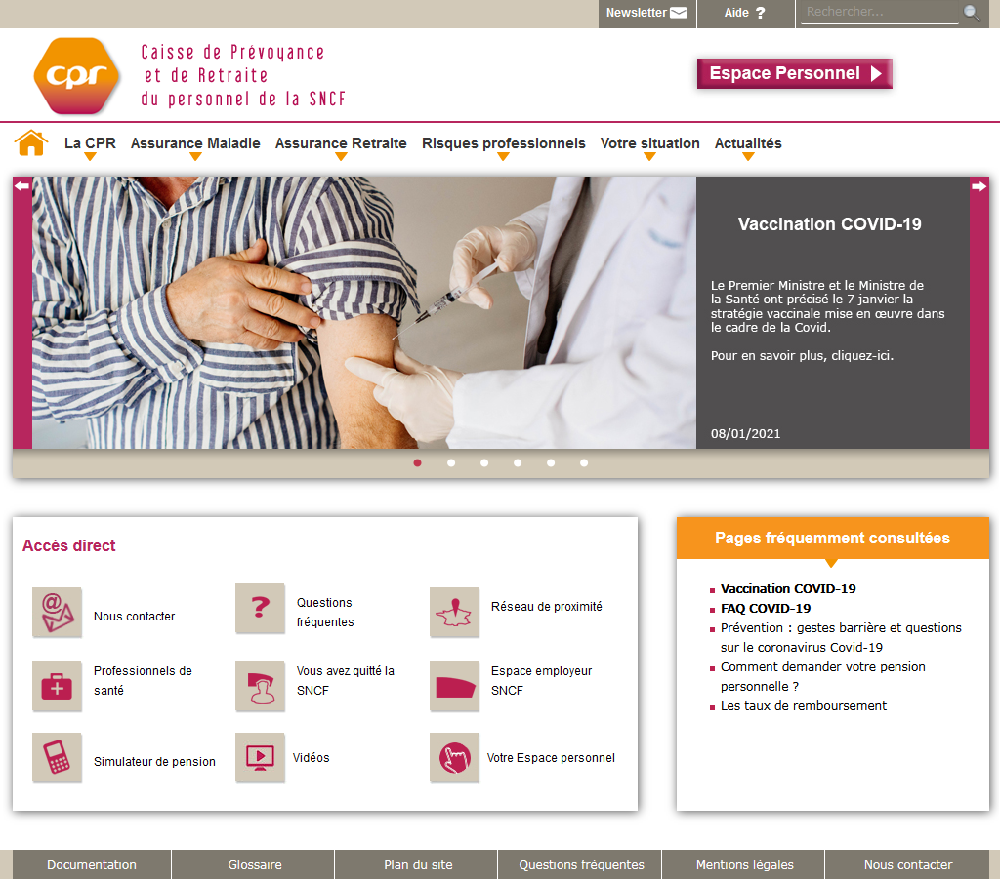 Newsletter
Aide ?
Rechercher...
cpr
Caisse de Prévoyance
et de Retraite
du personnel de la SNCF
Espace Personnel
La CPR
Assurance Maladie
Assurance Retraite
Risques professionnels
Votre situation
Actualités
Vaccination COVID-19
Le Premier Ministre et le Ministre de
la Santé ont précisé le 7 janvier la
stratégie vaccinale mise en œuvre dans
le cadre de la Covid.
Pour en savoir plus, cliquez-ici.
08/01/2021
Accès direct
@
Nous contacter
?
Questions
fréquentes
Réseau de proximité
Professionnels de
santé
Vous avez quitté la
SNCF
Espace employeur
SNCF
Simulateur de pension
Vidéos
Votre Espace personnel
Pages fréquemment consultées
Vaccination COVID-19
FAQ COVID-19
Prévention : gestes barrière et questions
sur le coronavirus Covid-19
Comment demander votre pension
personnelle ?
Les taux de remboursement
Documentation
Glossaire
Plan du site
Questions fréquentes
Mentions légales
Nous contacter